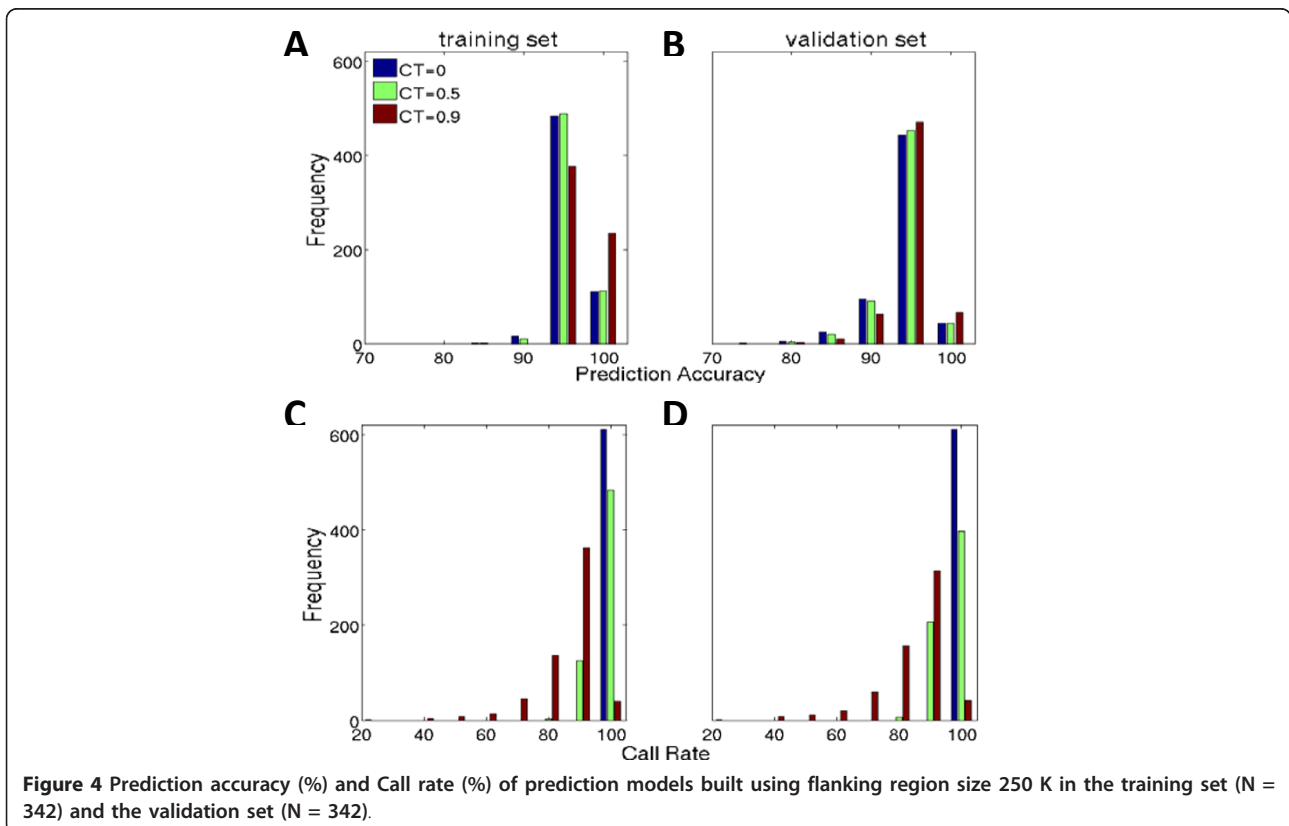 A training set
B validation set
CT=0
CT=0.5
CT=0.9
Frequency
600
400
200
0
70 80 90 100
70 80 90 100
Prediction Accuracy
C
D
Frequency
600
400
200
0
20 40 60 80 100
20 40 60 80 100
Call Rate
Figure 4 Prediction accuracy (%) and Call rate (%) of prediction models built using flanking region size 250 K in the training set (N =
342) and the validation set (N = 342).